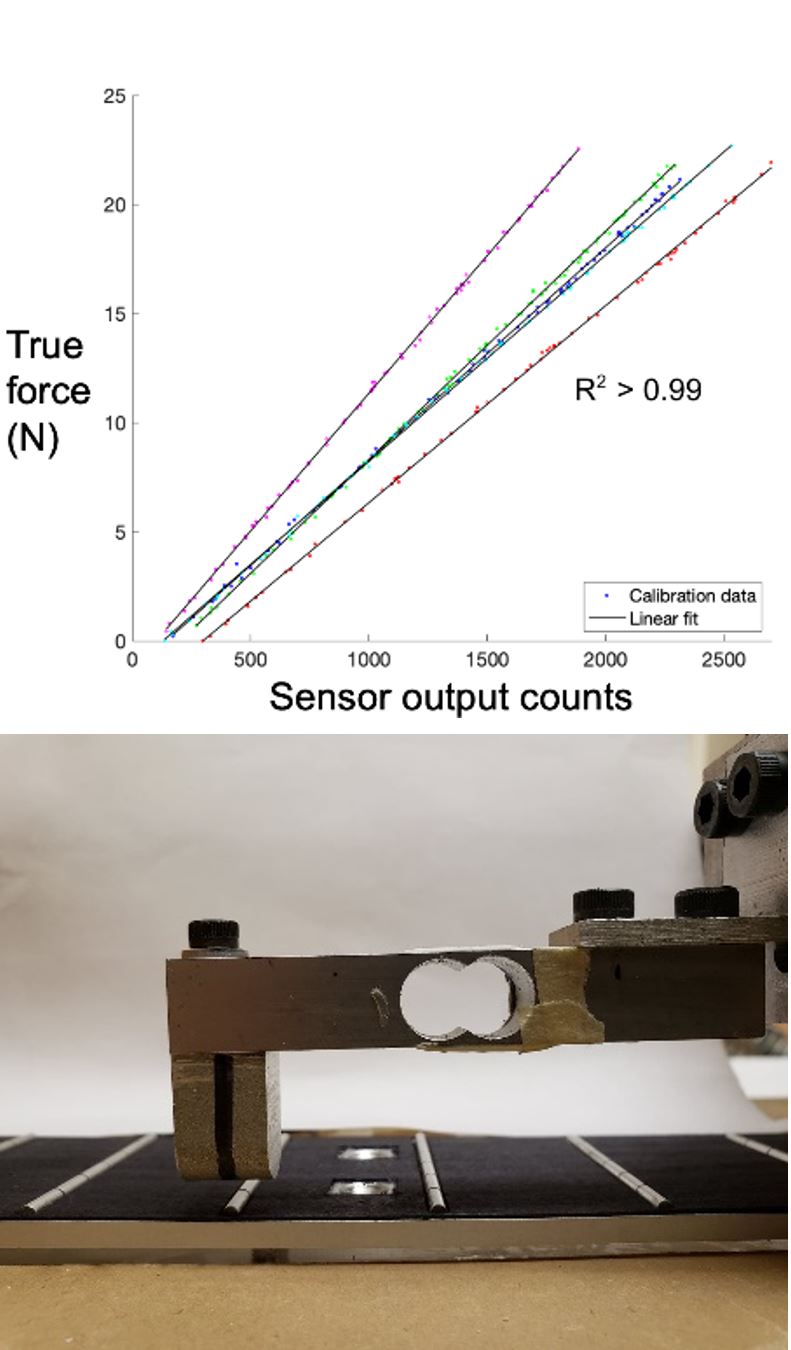 25
20
15
10
5
0
True
force
(N)
R² > 0.99
Calibration data
Linear fit
0 500 1000 1500 2000 2500
Sensor output counts